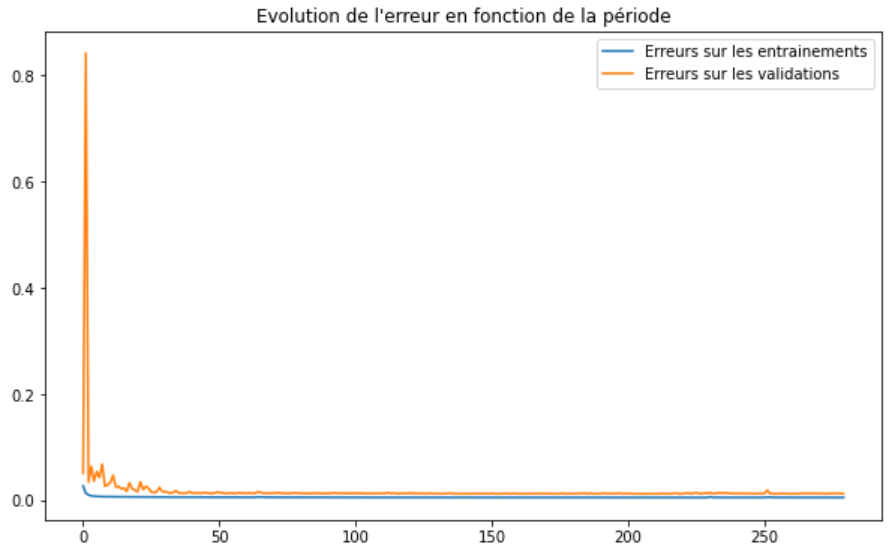 Evolution de l'erreur en fonction de la période
Erreurs sur les entrainements
Erreurs sur les validations
0.8
0.6
0.4
0.2
0.0
0 50 100 150 200 250